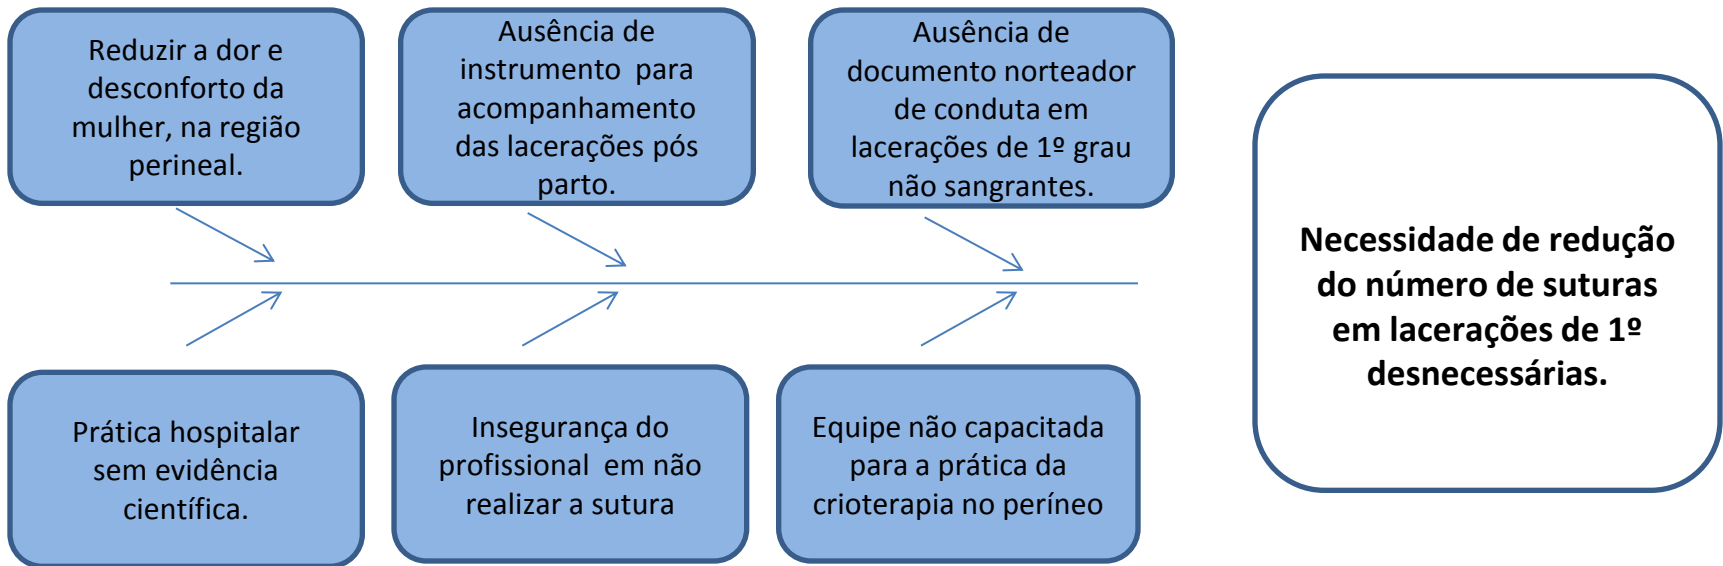 Reduzir a dor e
desconforto da
mulher, na região
perineal.
Ausência de
instrumento para
acompanhamento
das lacerações pós
parto.
Ausência de
documento norteador
de conduta em
lacerações de 1º grau
não sangrantes.
Necessidade de redução
do número de suturas
em lacerações de 1º
desnecessárias.
Prática hospitalar
sem evidência
científica.
Insegurança do
profissional em não
realizar a sutura
Equipe não capacitada
para a prática da
crioterapia no períneo